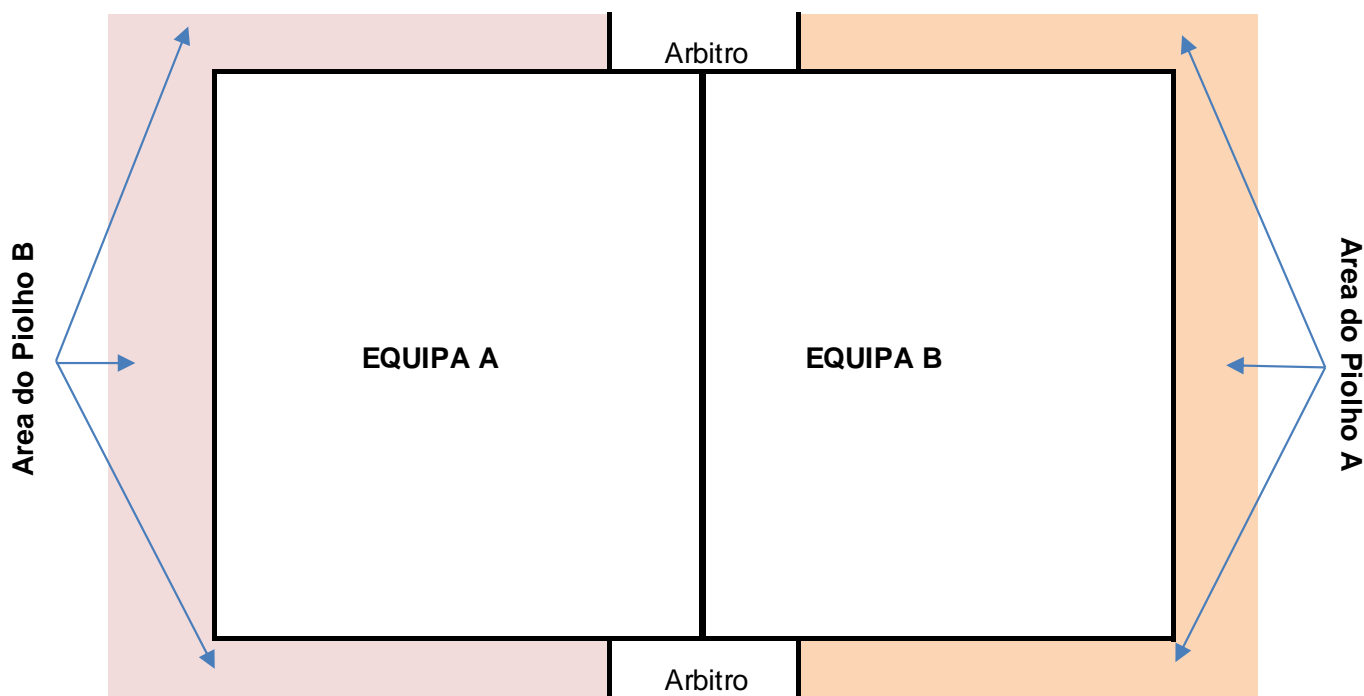 Arbitro
Area do Piolho B
EQUIPA A
EQUIPA B
Area do Piolho A
Arbitro